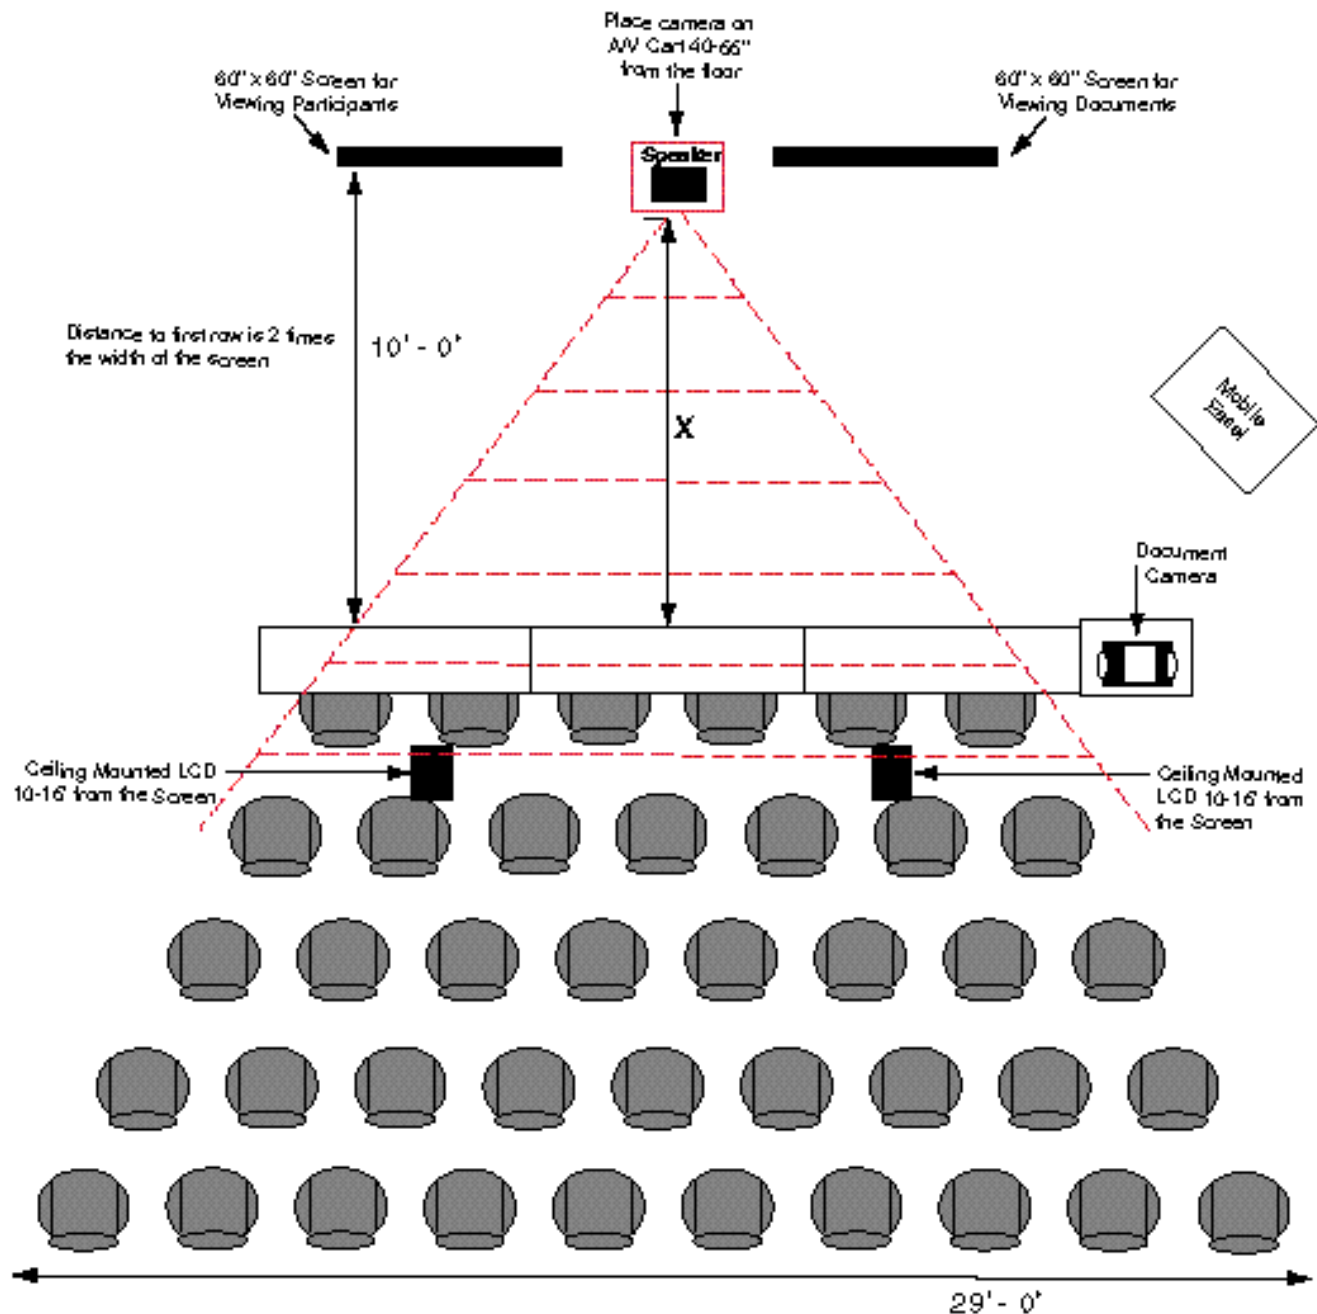 Place camera on
A/V Cart 40-66"
from the floor
60" x 60" Screen for
Viewing Participants
60" x 60" Screen for
Viewing Documents
Speaker
Distance to first row is 2 times
the width of the screen
10' - 0"
X
Mobile
Easel
Document
Camera
Ceiling Mounted LCD
10-16' from the Screen
Ceiling Mounted
LCD 10-16' from
the Screen
29' - 0"